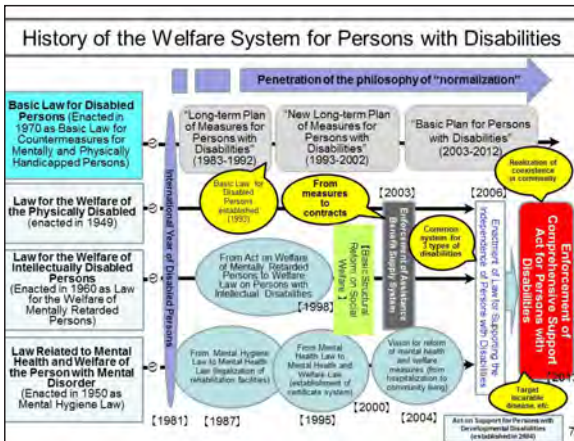 History of the Welfare System for Persons with Disabilities
Penetration of the philosophy of "normalization"
Basic Law for Disabled
Persons (Enacted in
1970 as Basic Law for
Countermeasures for
Mentally and Physically
Handicapped Persons)
"Long-term Plan
of Measures for
Persons with
Disabilities"
(1983-1992)
"New Long-term Plan
of Measures for
Persons with
Disabilities"
(1993-2002)
"Basic Plan for
Persons with
Disabilities"
(2003-2012)
Realization of
coexistence
in community
International Year of Disabled Persons
Basic Law for
Disabled
Persons
established
(1993)
From
measures
to
contracts
【2003】
【2006】
Law for the Welfare of
the Physically Disabled
(enacted in 1949)
Enforcement of Assistance
Benefit Supply System
Common
system for
3 types of
disabilities
Enactment of Law for Supporting the
Independence of Persons with Disabilities
Enforcement of
Comprehensive Support
Act for Persons with
Disabilities
Law for the Welfare of
Intellectually Disabled
Persons
(Enacted in 1960 as Law
for the Welfare of
Mentally Retarded
Persons)
From Act on Welfare
of Mentally Retarded
Persons to Welfare
Law on Persons with
Intellectual Disabilities
【1998】
【Basic Structural
Reform on Social
Welfare】
Law Related to Mental
Health and Welfare of
the Person with Mental
Disorder
(Enacted in 1950 as
Mental Hygiene Law)
From Mental Hygiene
Law to Mental Health
Law (legalization of
rehabilitation facilities)
From Mental
Health Law to
Mental Health and
Welfare Law
(establishment of
certificate system)
Vision for reform
of mental health
and welfare
measures (from
hospitalization to
community living)
Target
incurable
disease, etc.
【1981】
【1987】
【1995】
【2000】
【2004】
Act on Support for Persons with
Developmental Disabilities
(established in 2004)
7